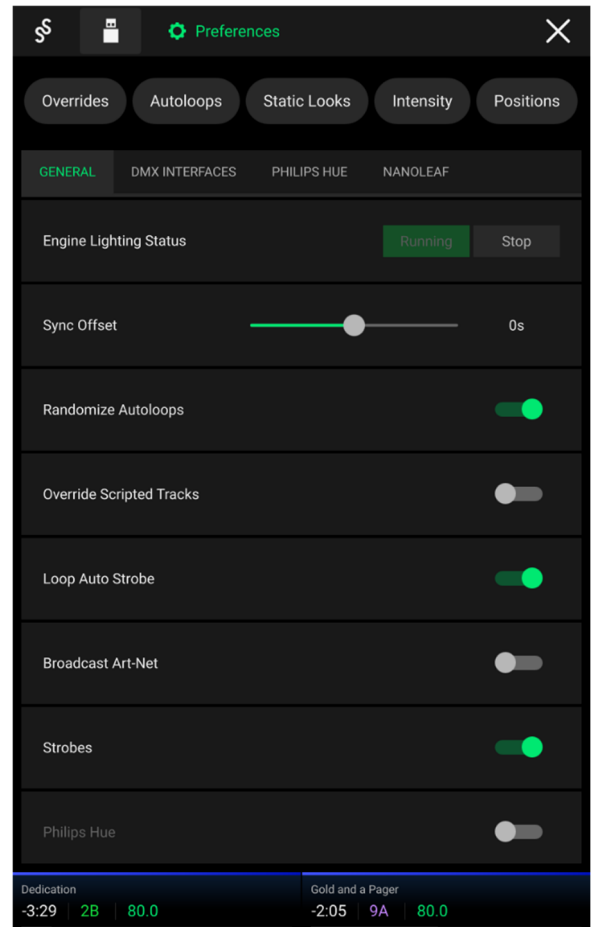 Preferences
Overrides Autoloops Static Looks Intensity Positions
GENERAL DMX INTERFACES PHILIPS HUE NANOLEAF
Engine Lighting Status Running Stop
Sync Offset 0s
Randomize Autoloops
Override Scripted Tracks
Loop Auto Strobe
Broadcast Art-Net
Strobes
Philips Hue
Dedication Gold and a Pager
-3:29 2B 80.0 -2:05 9A 80.0